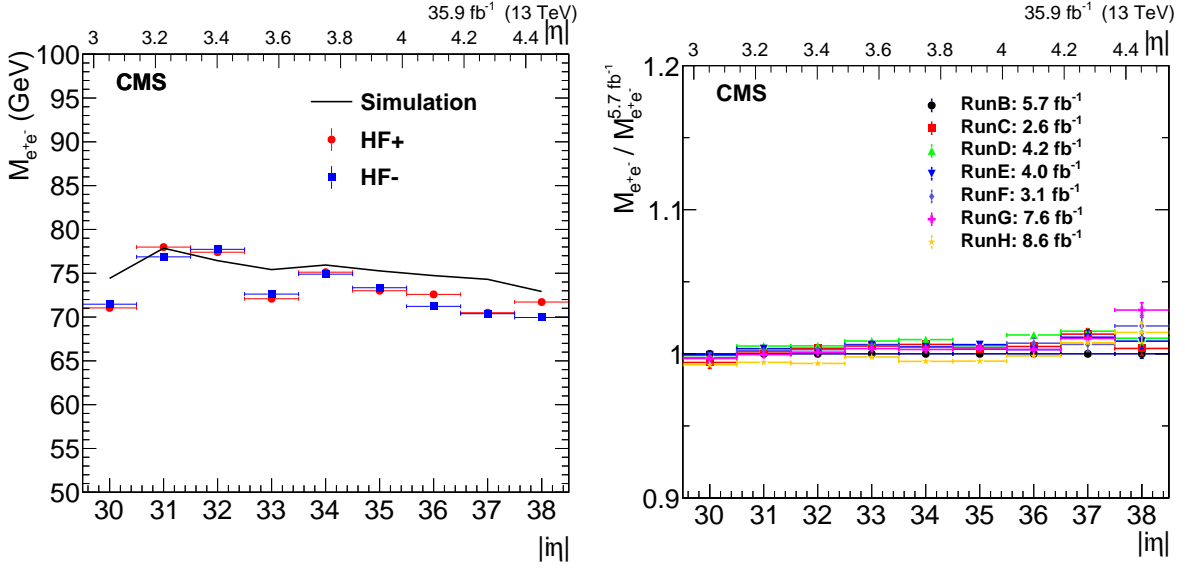 35.9 fb⁻¹ (13 TeV)
3 3.2 3.4 3.6 3.8 4 4.2 4.4 |η|
M_{e⁺e⁻} (GeV)
100
95
90
85
80
75
70
65
60
55
50
CMS
Simulation
HF+
HF-
30 31 32 33 34 35 36 37 38
|iη|
35.9 fb⁻¹ (13 TeV)
|η|
3 3.2 3.4 3.6 3.8 4 4.2 4.4
M_{e⁺e⁻} / M_{e⁺e⁻}^{5.7 fb⁻¹}
1.2
1.1
1
0.9
CMS
RunB: 5.7 fb⁻¹
RunC: 2.6 fb⁻¹
RunD: 4.2 fb⁻¹
RunE: 4.0 fb⁻¹
RunF: 3.1 fb⁻¹
RunG: 7.6 fb⁻¹
RunH: 8.6 fb⁻¹
30 31 32 33 34 35 36 37 38
|iη|